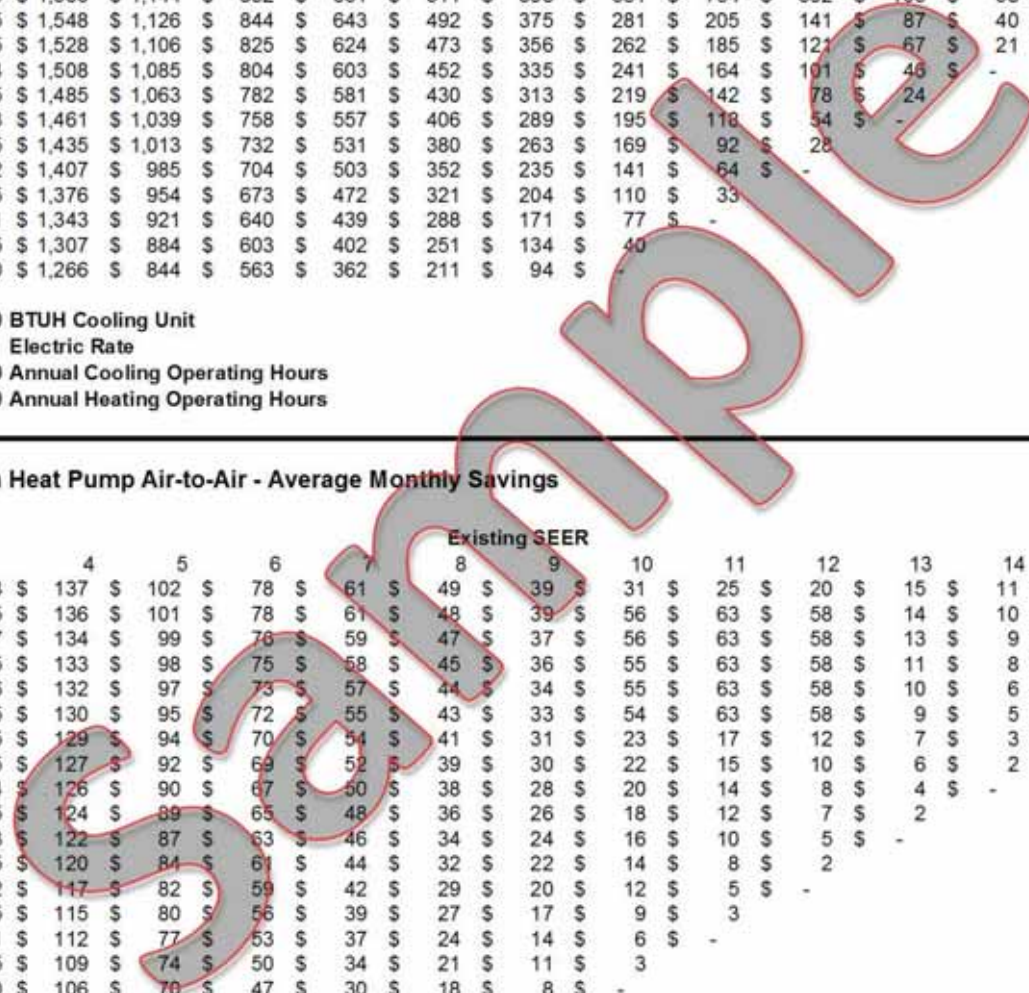 $ 1,548 $ 1,126 $ 844 $ 643 $ 492 $ 375 $ 281 $ 205 $ 141 $ 87 $ 40
$ 1,528 $ 1,106 $ 825 $ 624 $ 473 $ 356 $ 262 $ 185 $ 121 $ 67 $ 21
$ 1,508 $ 1,085 $ 804 $ 603 $ 452 $ 335 $ 241 $ 164 $ 101 $ 46 $ -
$ 1,485 $ 1,063 $ 782 $ 581 $ 430 $ 313 $ 219 $ 142 $ 78 $ 24
$ 1,461 $ 1,039 $ 758 $ 557 $ 406 $ 289 $ 195 $ 118 $ 54 $ -
$ 1,435 $ 1,013 $ 732 $ 531 $ 380 $ 263 $ 169 $ 92 $ 28
$ 1,407 $ 985 $ 704 $ 503 $ 352 $ 235 $ 141 $ 64 $ -
$ 1,376 $ 954 $ 673 $ 472 $ 321 $ 204 $ 110 $ 33
$ 1,343 $ 921 $ 640 $ 439 $ 288 $ 171 $ 77 $ -
$ 1,307 $ 884 $ 603 $ 402 $ 251 $ 134 $ 40
$ 1,266 $ 844 $ 563 $ 362 $ 211 $ 94 $ -
BTUH Cooling Unit
Electric Rate
Annual Cooling Operating Hours
Annual Heating Operating Hours
Heat Pump Air-to-Air - Average Monthly Savings
Existing SEER
4 5 6 7 8 9 10 11 12 13 14
$ 137 $ 102 $ 78 $ 61 $ 49 $ 39 $ 31 $ 25 $ 20 $ 15 $ 11
$ 136 $ 101 $ 78 $ 61 $ 48 $ 39 $ 56 $ 63 $ 58 $ 14 $ 10
$ 134 $ 99 $ 76 $ 59 $ 47 $ 37 $ 56 $ 63 $ 58 $ 13 $ 9
$ 133 $ 98 $ 75 $ 58 $ 45 $ 36 $ 55 $ 63 $ 58 $ 11 $ 8
$ 132 $ 97 $ 73 $ 57 $ 44 $ 34 $ 55 $ 63 $ 58 $ 10 $ 6
$ 130 $ 95 $ 72 $ 55 $ 43 $ 33 $ 54 $ 63 $ 58 $ 9 $ 5
$ 129 $ 94 $ 70 $ 54 $ 41 $ 31 $ 23 $ 17 $ 12 $ 7 $ 3
$ 127 $ 92 $ 69 $ 52 $ 39 $ 30 $ 22 $ 15 $ 10 $ 6 $ 2
$ 126 $ 90 $ 67 $ 50 $ 38 $ 28 $ 20 $ 14 $ 8 $ 4 $ -
$ 124 $ 89 $ 65 $ 48 $ 36 $ 26 $ 18 $ 12 $ 7 $ 2
$ 122 $ 87 $ 63 $ 46 $ 34 $ 24 $ 16 $ 10 $ 5 $ -
$ 120 $ 84 $ 61 $ 44 $ 32 $ 22 $ 14 $ 8 $ 2
$ 117 $ 82 $ 59 $ 42 $ 29 $ 20 $ 12 $ 5 $ -
$ 115 $ 80 $ 56 $ 39 $ 27 $ 17 $ 9 $ 3
$ 112 $ 77 $ 53 $ 37 $ 24 $ 14 $ 6 $ -
$ 109 $ 74 $ 50 $ 34 $ 21 $ 11 $ 3
$ 106 $ 70 $ 47 $ 30 $ 18 $ 8 $ -
Sample